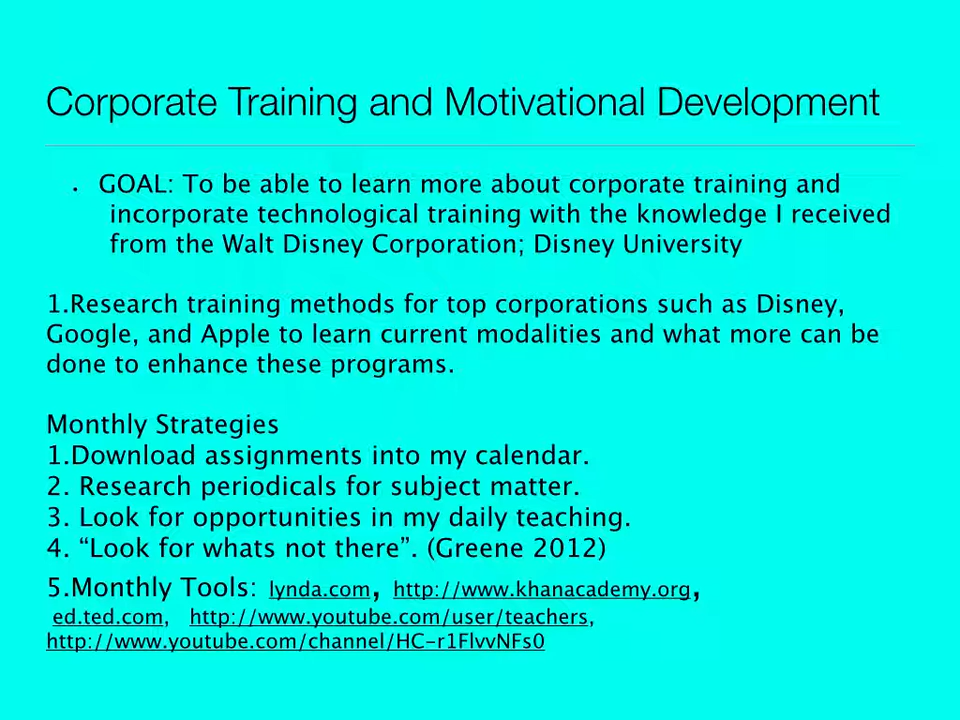 Corporate Training and Motivational Development
• GOAL: To be able to learn more about corporate training and
incorporate technological training with the knowledge I received
from the Walt Disney Corporation; Disney University
1.Research training methods for top corporations such as Disney,
Google, and Apple to learn current modalities and what more can be
done to enhance these programs.
Monthly Strategies
1.Download assignments into my calendar.
2. Research periodicals for subject matter.
3. Look for opportunities in my daily teaching.
4. “Look for whats not there”. (Greene 2012)
5.Monthly Tools: lynda.com, http://www.khanacademy.org,
ed.ted.com, http://www.youtube.com/user/teachers,
http://www.youtube.com/channel/HC-r1FlvvNFs0